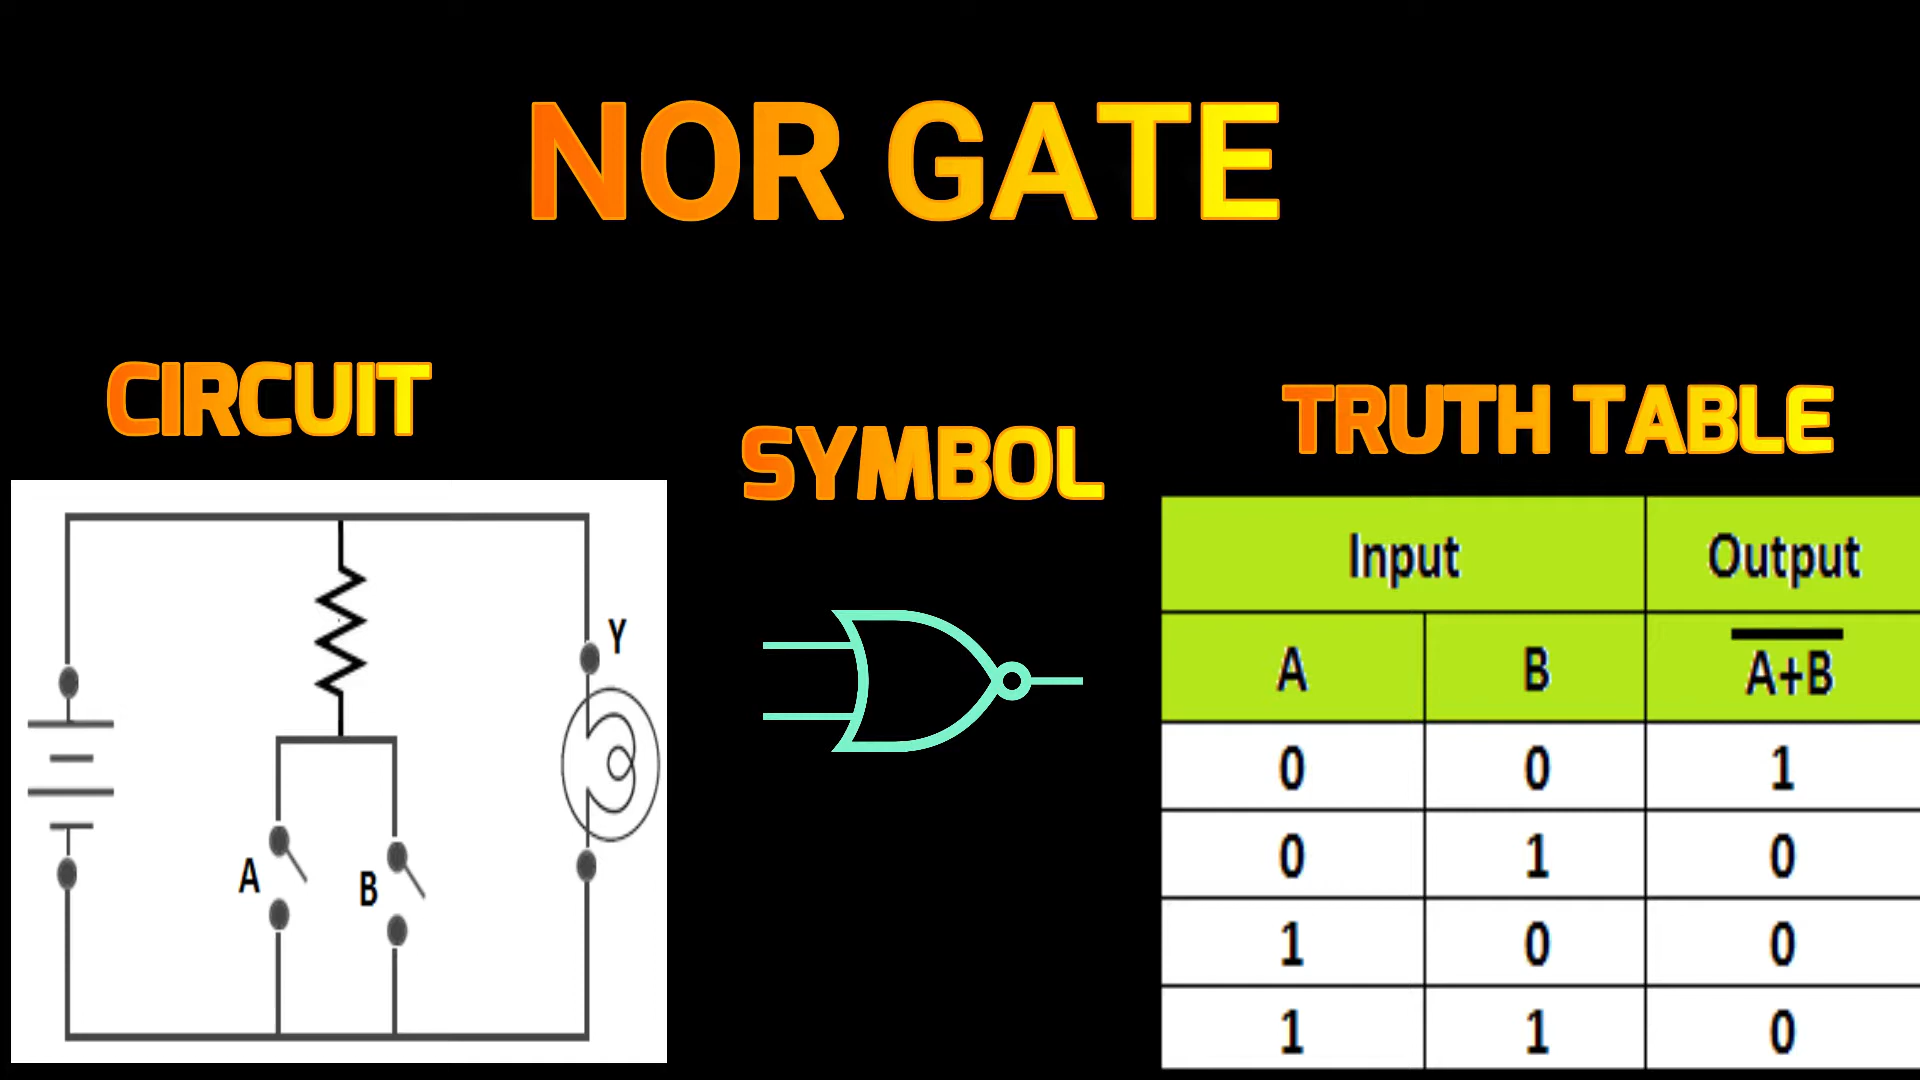 NOR GATE
CIRCUIT
Y
A
B
SYMBOL
TRUTH TABLE
Input Output
A B A̅+̅B̅
0 0 1
0 1 0
1 0 0
1 1 0